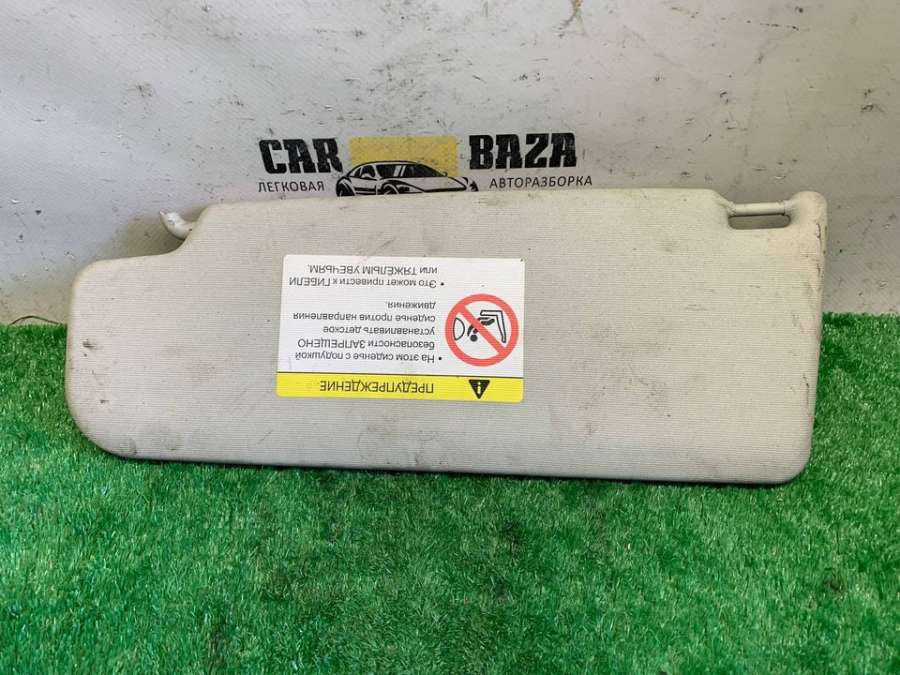 CAR BAZA
ЛЕГКОВАЯ АВТОРАЗБОРКА
ПРЕДУПРЕЖДЕНИЕ
• На этом сиденье с подушкой
безопасности ЗАПРЕЩЕНО
устанавливать детское
сиденье против направления
движения.
• Это может привести к ГИБЕЛИ
или ТЯЖЁЛЫМ УВЕЧЬЯМ.